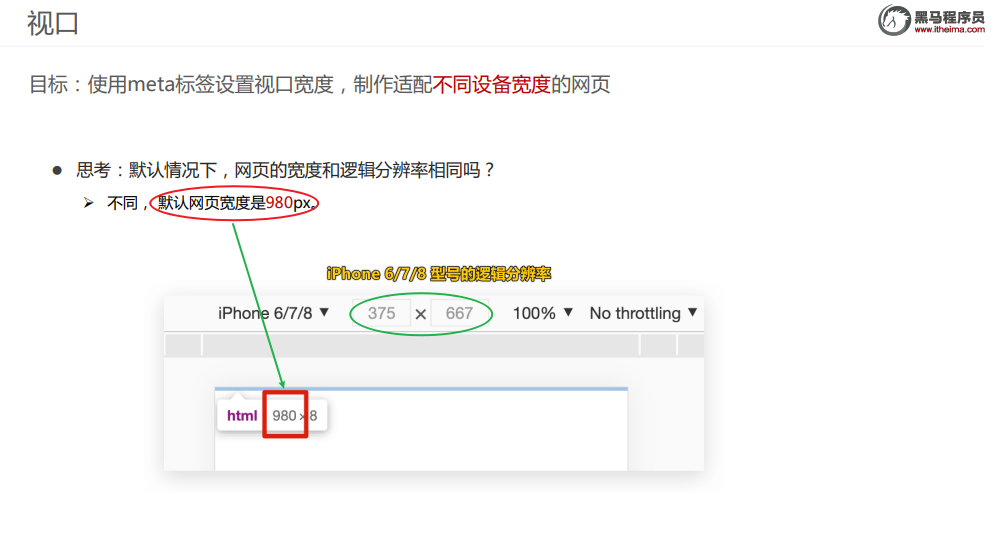 视口
黑马程序员
www.itheima.com
目标：使用meta标签设置视口宽度，制作适配不同设备宽度的网页
思考：默认情况下，网页的宽度和逻辑分辨率相同吗？
不同，默认网页宽度是980px。
iPhone 6/7/8 型号的逻辑分辨率
iPhone 6/7/8 ▼ 375 × 667 100% ▼ No throttling ▼
html 980×8